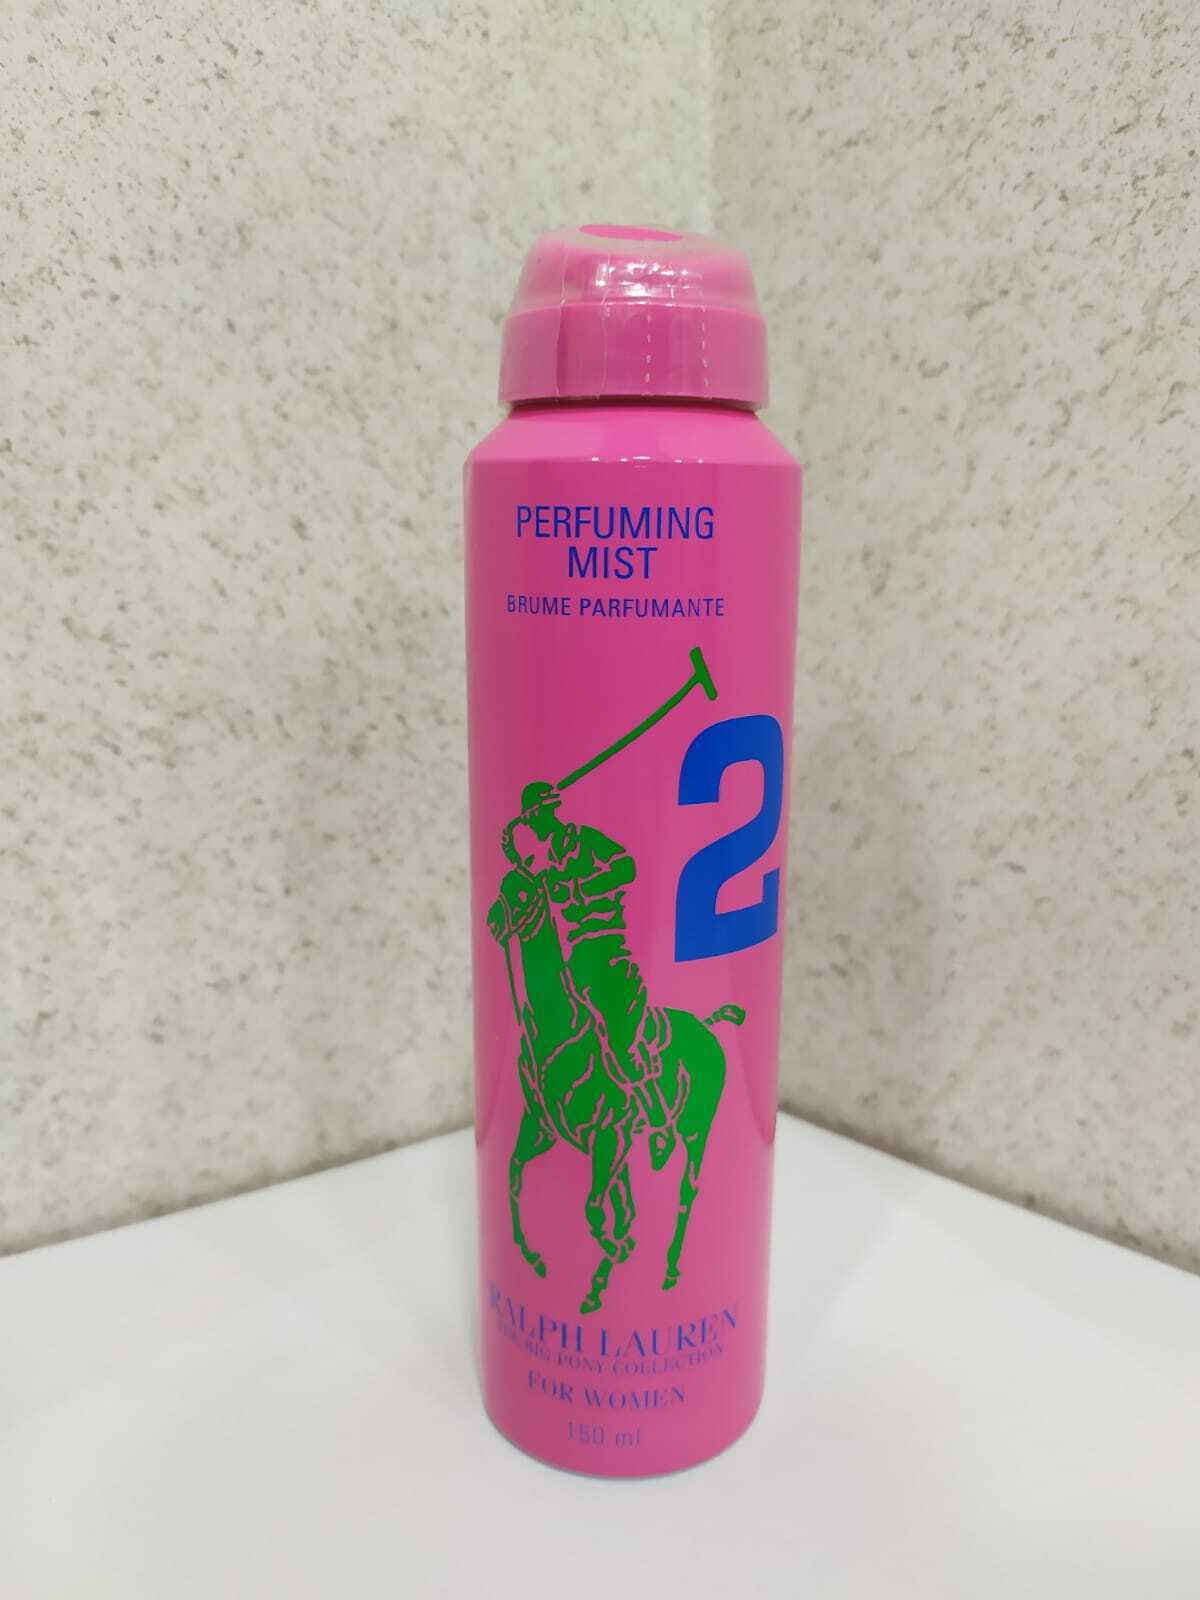 PERFUMING
MIST
BRUME PARFUMANTE
2
RALPH LAUREN
THE BIG PONY COLLECTION
FOR WOMEN
150 ml